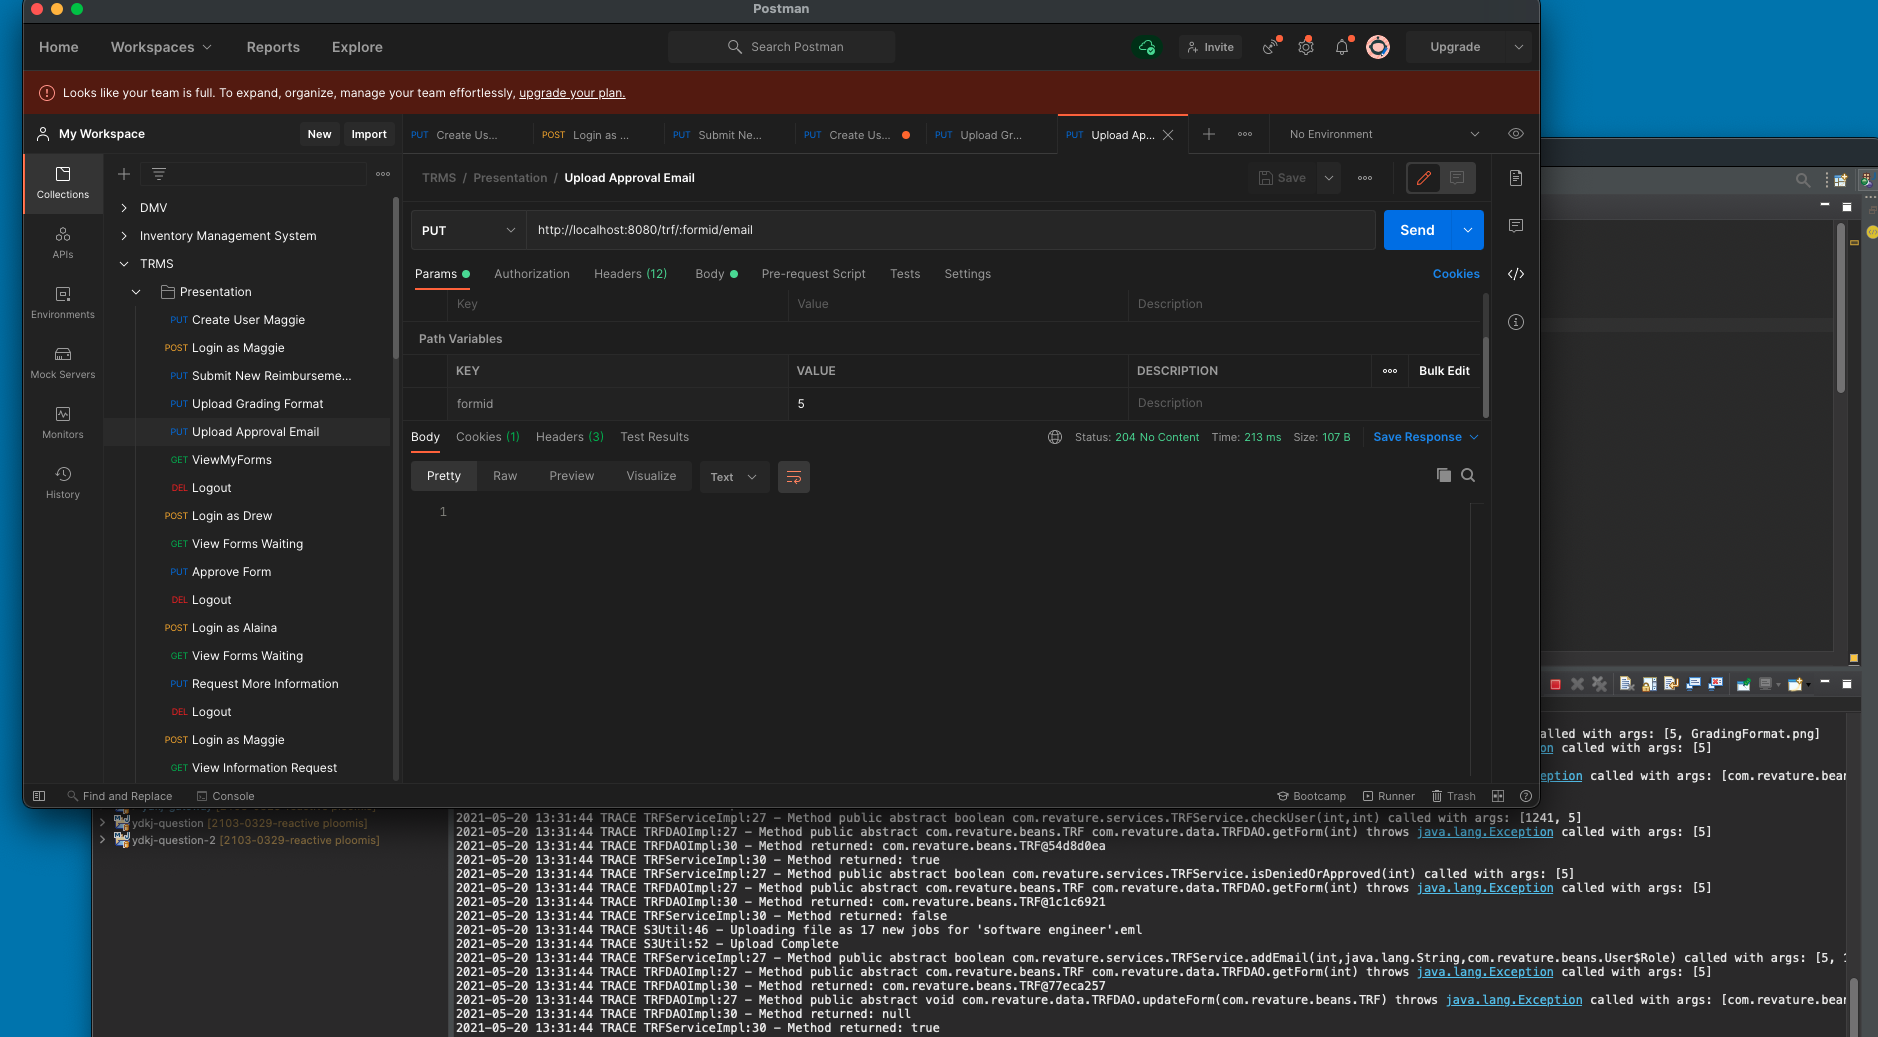 Postman
Home Workspaces Reports Explore Search Postman Invite Upgrade
Looks like your team is full. To expand, organize, manage your team effortlessly, upgrade your plan.
My Workspace New Import
PUT Create Us... POST Login as ... PUT Submit Ne... PUT Create Us... PUT Upload Gr... PUT Upload Ap... No Environment
TRMS / Presentation / Upload Approval Email Save
PUT http://localhost:8080/trf/:formid/email Send
Params Authorization Headers (12) Body Pre-request Script Tests Settings Cookies
Key Value Description
Path Variables
KEY VALUE DESCRIPTION Bulk Edit
formid 5 Description
Body Cookies (1) Headers (3) Test Results Status: 204 No Content Time: 213 ms Size: 107 B Save Response
Pretty Raw Preview Visualize Text
1
Collections
APIs
Environments
Mock Servers
Monitors
History
DMV
Inventory Management System
TRMS
Presentation
PUT Create User Maggie
POST Login as Maggie
PUT Submit New Reimburseme...
PUT Upload Grading Format
PUT Upload Approval Email
GET ViewMyForms
DEL Logout
POST Login as Drew
GET View Forms Waiting
PUT Approve Form
DEL Logout
POST Login as Alaina
GET View Forms Waiting
PUT Request More Information
DEL Logout
POST Login as Maggie
GET View Information Request
Find and Replace Console Bootcamp Runner Trash
alled with args: [5, GradingFormat.png]
on called with args: [5]
eption called with args: [com.revature.bear
ydkj-question [2103-0329-reactive ploomis]
ydkj-question-2 [2103-0329-reactive ploomis]
2021-05-20 13:31:44 TRACE TRFServiceImpl:27 - Method public abstract boolean com.revature.services.TRFService.checkUser(int,int) called with args: [1241, 5]
2021-05-20 13:31:44 TRACE TRFDAOImpl:27 - Method public abstract com.revature.beans.TRF com.revature.data.TRFDAO.getForm(int) throws java.lang.Exception called with args: [5]
2021-05-20 13:31:44 TRACE TRFDAOImpl:30 - Method returned: com.revature.beans.TRF@54d8d0ea
2021-05-20 13:31:44 TRACE TRFServiceImpl:30 - Method returned: true
2021-05-20 13:31:44 TRACE TRFServiceImpl:27 - Method public abstract boolean com.revature.services.TRFService.isDeniedOrApproved(int) called with args: [5]
2021-05-20 13:31:44 TRACE TRFDAOImpl:27 - Method public abstract com.revature.beans.TRF com.revature.data.TRFDAO.getForm(int) throws java.lang.Exception called with args: [5]
2021-05-20 13:31:44 TRACE TRFDAOImpl:30 - Method returned: com.revature.beans.TRF@1c1c6921
2021-05-20 13:31:44 TRACE TRFServiceImpl:30 - Method returned: false
2021-05-20 13:31:44 TRACE S3Util:46 - Uploading file as 17 new jobs for 'software engineer'.eml
2021-05-20 13:31:44 TRACE S3Util:52 - Upload Complete
2021-05-20 13:31:44 TRACE TRFServiceImpl:27 - Method public abstract boolean com.revature.services.TRFService.addEmail(int,java.lang.String,com.revature.beans.User$Role) called with args: [5, 1
2021-05-20 13:31:44 TRACE TRFDAOImpl:27 - Method public abstract com.revature.beans.TRF com.revature.data.TRFDAO.getForm(int) throws java.lang.Exception called with args: [5]
2021-05-20 13:31:44 TRACE TRFDAOImpl:30 - Method returned: com.revature.beans.TRF@77eca257
2021-05-20 13:31:44 TRACE TRFDAOImpl:27 - Method public abstract void com.revature.data.TRFDAO.updateForm(com.revature.beans.TRF) throws java.lang.Exception called with args: [com.revature.bear
2021-05-20 13:31:44 TRACE TRFDAOImpl:30 - Method returned: null
2021-05-20 13:31:44 TRACE TRFServiceImpl:30 - Method returned: true